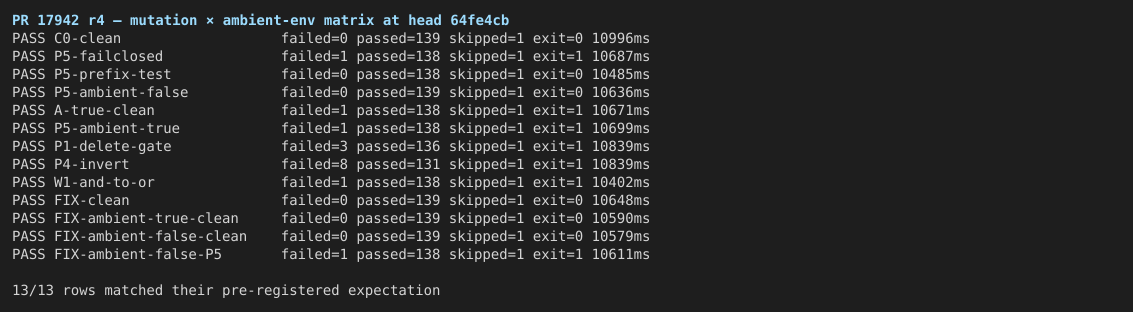 PR 17942 r4 — mutation × ambient-env matrix at head 64fe4cb
PASS C0-clean failed=0 passed=139 skipped=1 exit=0 10996ms
PASS P5-failclosed failed=1 passed=138 skipped=1 exit=1 10687ms
PASS P5-prefix-test failed=0 passed=138 skipped=1 exit=0 10485ms
PASS P5-ambient-false failed=0 passed=139 skipped=1 exit=0 10636ms
PASS A-true-clean failed=1 passed=138 skipped=1 exit=1 10671ms
PASS P5-ambient-true failed=1 passed=138 skipped=1 exit=1 10699ms
PASS P1-delete-gate failed=3 passed=136 skipped=1 exit=1 10839ms
PASS P4-invert failed=8 passed=131 skipped=1 exit=1 10839ms
PASS W1-and-to-or failed=1 passed=138 skipped=1 exit=1 10402ms
PASS FIX-clean failed=0 passed=139 skipped=1 exit=0 10648ms
PASS FIX-ambient-true-clean failed=0 passed=139 skipped=1 exit=0 10590ms
PASS FIX-ambient-false-clean failed=0 passed=139 skipped=1 exit=0 10579ms
PASS FIX-ambient-false-P5 failed=1 passed=138 skipped=1 exit=1 10611ms
13/13 rows matched their pre-registered expectation